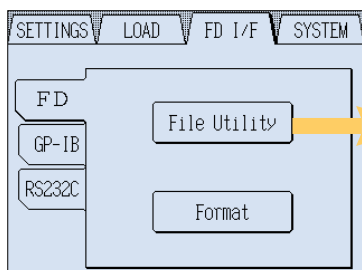 SETTINGS LOAD FD I/F SYSTEM
FD
File Utility
GP-IB
RS232C
Format